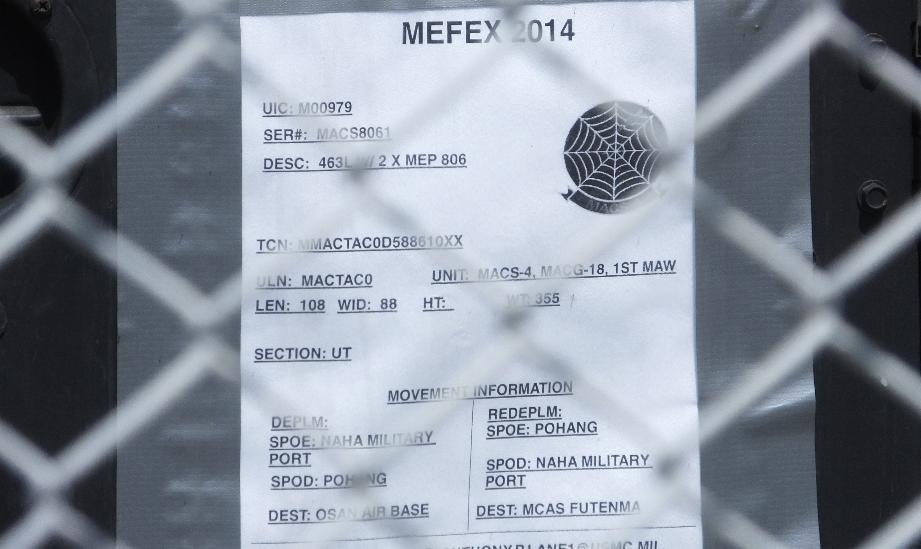 MEFEX 2014
UIC: M00979
SER#: MACS8061
DESC: 463L W/ 2 X MEP 806
TCN: MMACTAC0D588610XX
ULN: MACTAC0 UNIT: MACS-4, MACG-18, 1ST MAW
LEN: 108 WID: 88 HT: WT: 355
SECTION: UT
MOVEMENT INFORMATION
DEPLM:
SPOE: NAHA MILITARY
PORT
SPOD: POHANG
DEST: OSAN AIR BASE
REDEPLM:
SPOE: POHANG
SPOD: NAHA MILITARY
PORT
DEST: MCAS FUTENMA